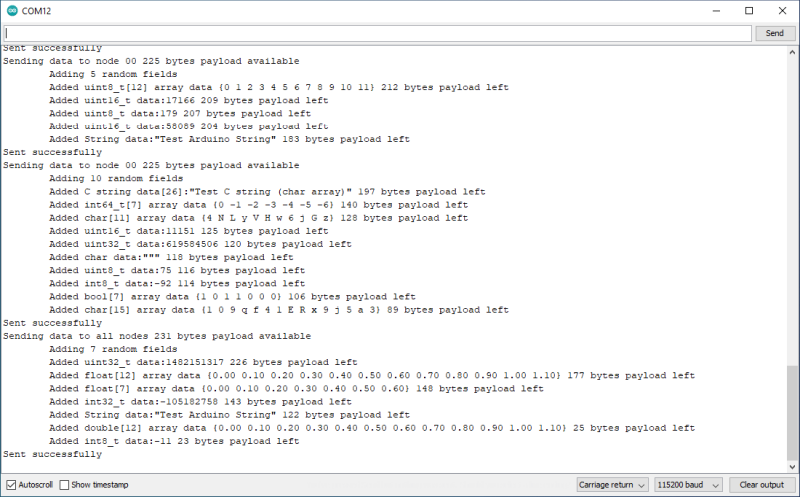 COM12
Send
Sent successfully
Sending data to node 00 225 bytes payload available
Adding 5 random fields
Added uint8_t[12] array data {0 1 2 3 4 5 6 7 8 9 10 11} 212 bytes payload left
Added uint16_t data:17166 209 bytes payload left
Added uint8_t data:179 207 bytes payload left
Added uint16_t data:58089 204 bytes payload left
Added String data:"Test Arduino String" 183 bytes payload left
Sent successfully
Sending data to node 00 225 bytes payload available
Adding 10 random fields
Added C string data[26]:"Test C string (char array)" 197 bytes payload left
Added int64_t[7] array data {0 -1 -2 -3 -4 -5 -6} 140 bytes payload left
Added char[11] array data {4 N L y V H w 6 j G z} 128 bytes payload left
Added uint16_t data:11151 125 bytes payload left
Added uint32_t data:619584506 120 bytes payload left
Added char data:""" 118 bytes payload left
Added uint8_t data:75 116 bytes payload left
Added int8_t data:-92 114 bytes payload left
Added bool[7] array data {1 0 1 1 0 0 0} 106 bytes payload left
Added char[15] array data {1 0 9 q f 4 l E R x 9 j 5 a 3} 89 bytes payload left
Sent successfully
Sending data to all nodes 231 bytes payload available
Adding 7 random fields
Added uint32_t data:1482151317 226 bytes payload left
Added float[12] array data {0.00 0.10 0.20 0.30 0.40 0.50 0.60 0.70 0.80 0.90 1.00 1.10} 177 bytes payload left
Added float[7] array data {0.00 0.10 0.20 0.30 0.40 0.50 0.60} 148 bytes payload left
Added int32_t data:-105182758 143 bytes payload left
Added String data:"Test Arduino String" 122 bytes payload left
Added double[12] array data {0.00 0.10 0.20 0.30 0.40 0.50 0.60 0.70 0.80 0.90 1.00 1.10} 25 bytes payload left
Added int8_t data:-11 23 bytes payload left
Sent successfully
Autoscroll Show timestamp Carriage return 115200 baud Clear output